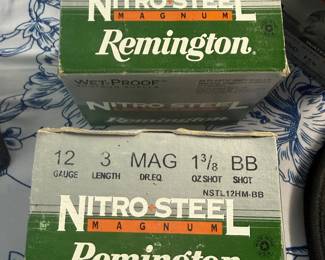 NITRO-STEEL
MAGNUM
Remington®
WET-PROOF
NITRO-STEEL
MAGNUM
Remington
12 3 MAG 1 3/8 BB
GAUGE LENGTH DR.EQ. OZ SHOT SHOT
NSTL12HM-BB
NITRO-STEEL
MAGNUM
Remington